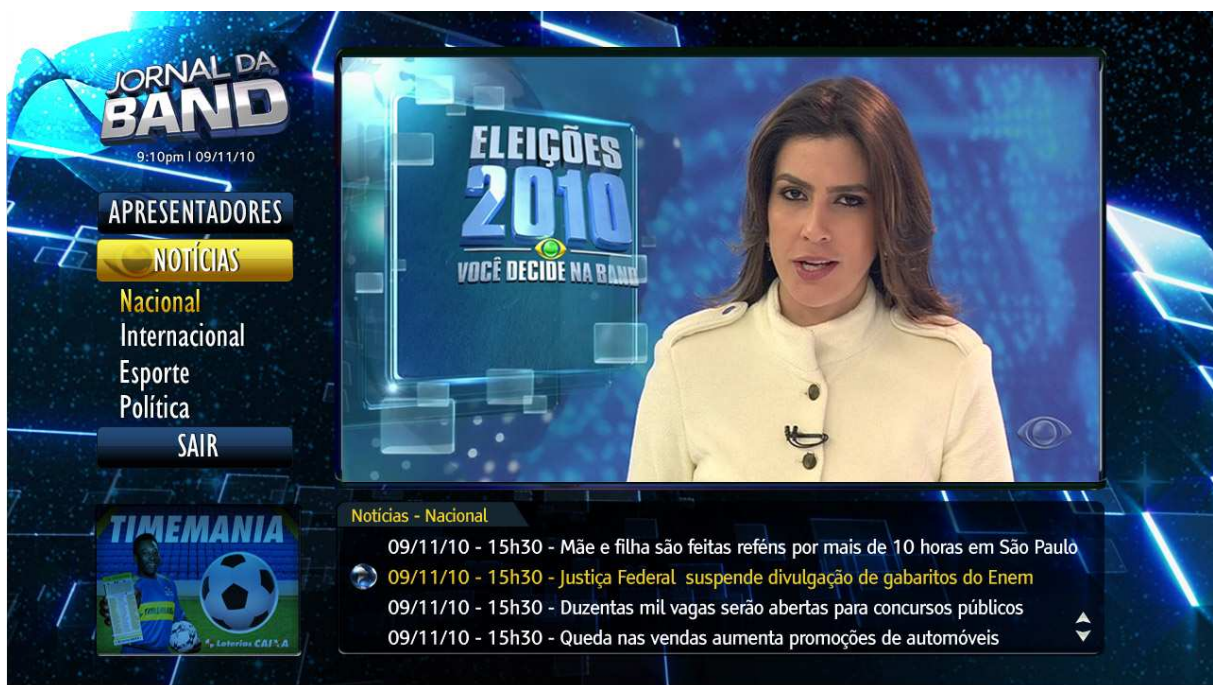 JORNAL DA
BAND
9:10pm | 09/11/10
APRESENTADORES
NOTÍCIAS
Nacional
Internacional
Esporte
Política
SAIR
TIMEMANIA
Loterias CAIXA
ELEIÇÕES
2010
VOCÊ DECIDE NA BAND
Notícias - Nacional
09/11/10 - 15h30 - Mãe e filha são feitas reféns por mais de 10 horas em São Paulo
09/11/10 - 15h30 - Justiça Federal suspende divulgação de gabaritos do Enem
09/11/10 - 15h30 - Duzentas mil vagas serão abertas para concursos públicos
09/11/10 - 15h30 - Queda nas vendas aumenta promoções de automóveis